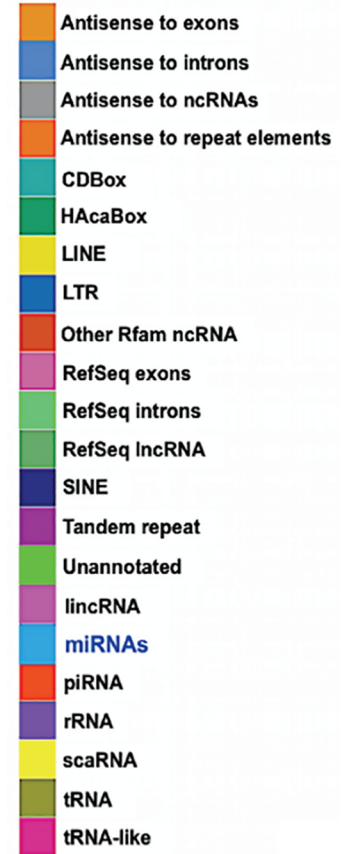 Antisense to exons
Antisense to introns
Antisense to ncRNAs
Antisense to repeat elements
CDBox
HAcaBox
LINE
LTR
Other Rfam ncRNA
RefSeq exons
RefSeq introns
RefSeq lncRNA
SINE
Tandem repeat
Unannotated
lincRNA
miRNAs
piRNA
rRNA
scaRNA
tRNA
tRNA-like